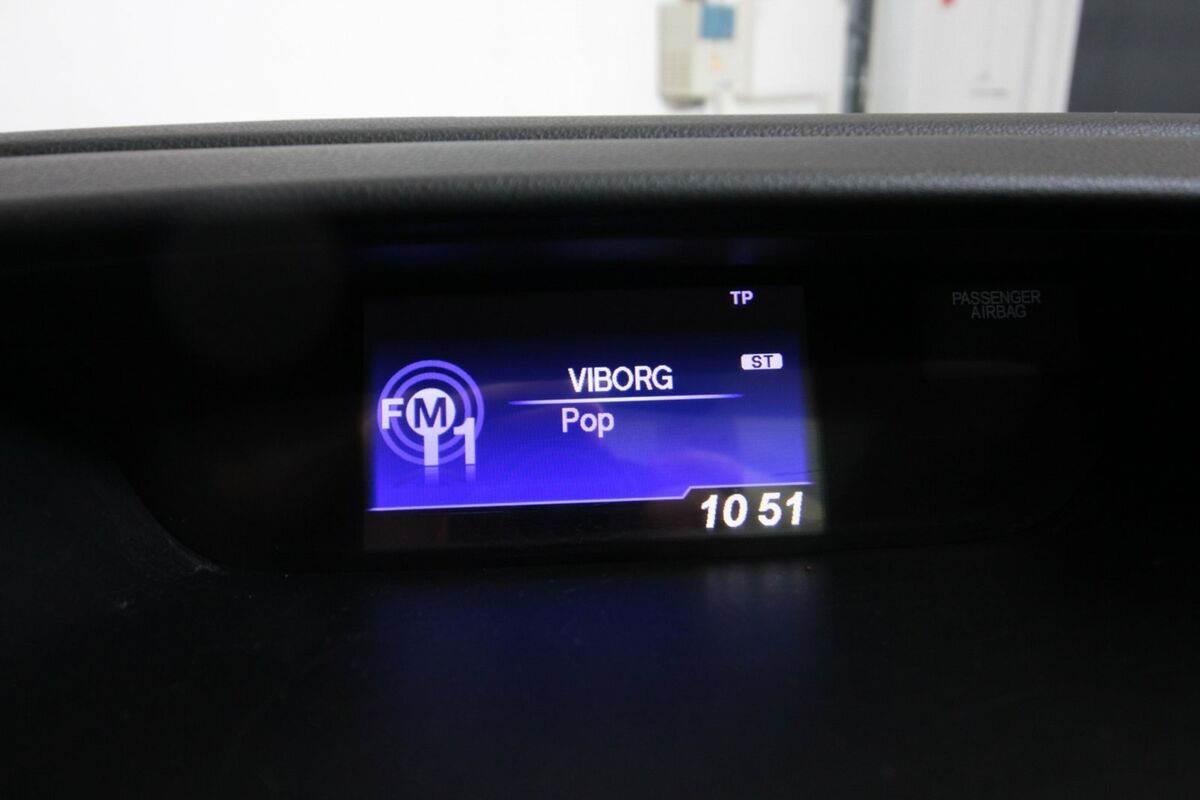 TP
PASSENGER
AIRBAG
ST
VIBORG
FM1
Pop
10 51